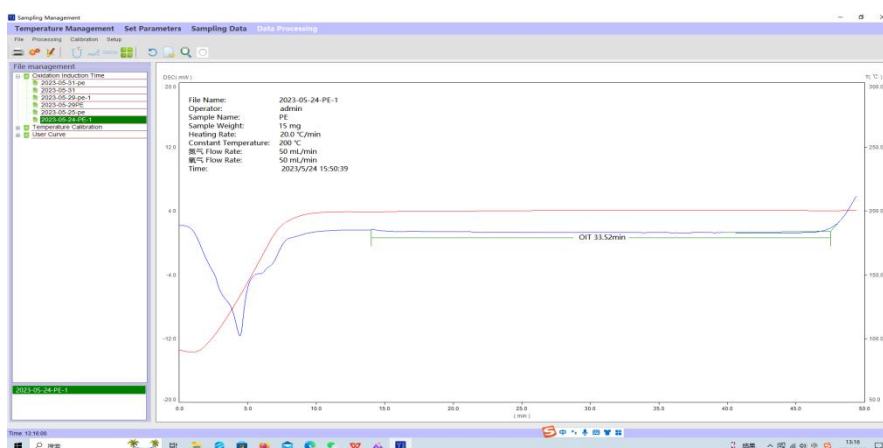 Sampling Management
Temperature Management Set Parameters Sampling Data Data Processing
File Processing Calibration Setup
File management
Oxidation Induction Time
2023-05-31-pe
2023-05-31
2023-05-29-pe-1
2023-05-29PE
2023-05-25-pe
2023-05-24-PE-1
Temperature Calibration
User Curve
2023-05-24-PE-1
DSC( mW )
T( ℃ )
File Name: 2023-05-24-PE-1
Operator: admin
Sample Name: PE
Sample Weight: 15 mg
Heating Rate: 20.0 ℃/min
Constant Temperature: 200 ℃
氮气 Flow Rate: 50 mL/min
氧气 Flow Rate: 50 mL/min
Time: 2023/5/24 15:50:39
OIT 33.52min
20.0
12.0
4.0
-4.0
-12.0
-20.0
300.0
250.0
200.0
150.0
100.0
50.0
0.0 5.0 10.0 15.0 20.0 25.0 30.0 35.0 40.0 45.0 50.0
( min )
Time: 13:16:00
搜索
中
13:16